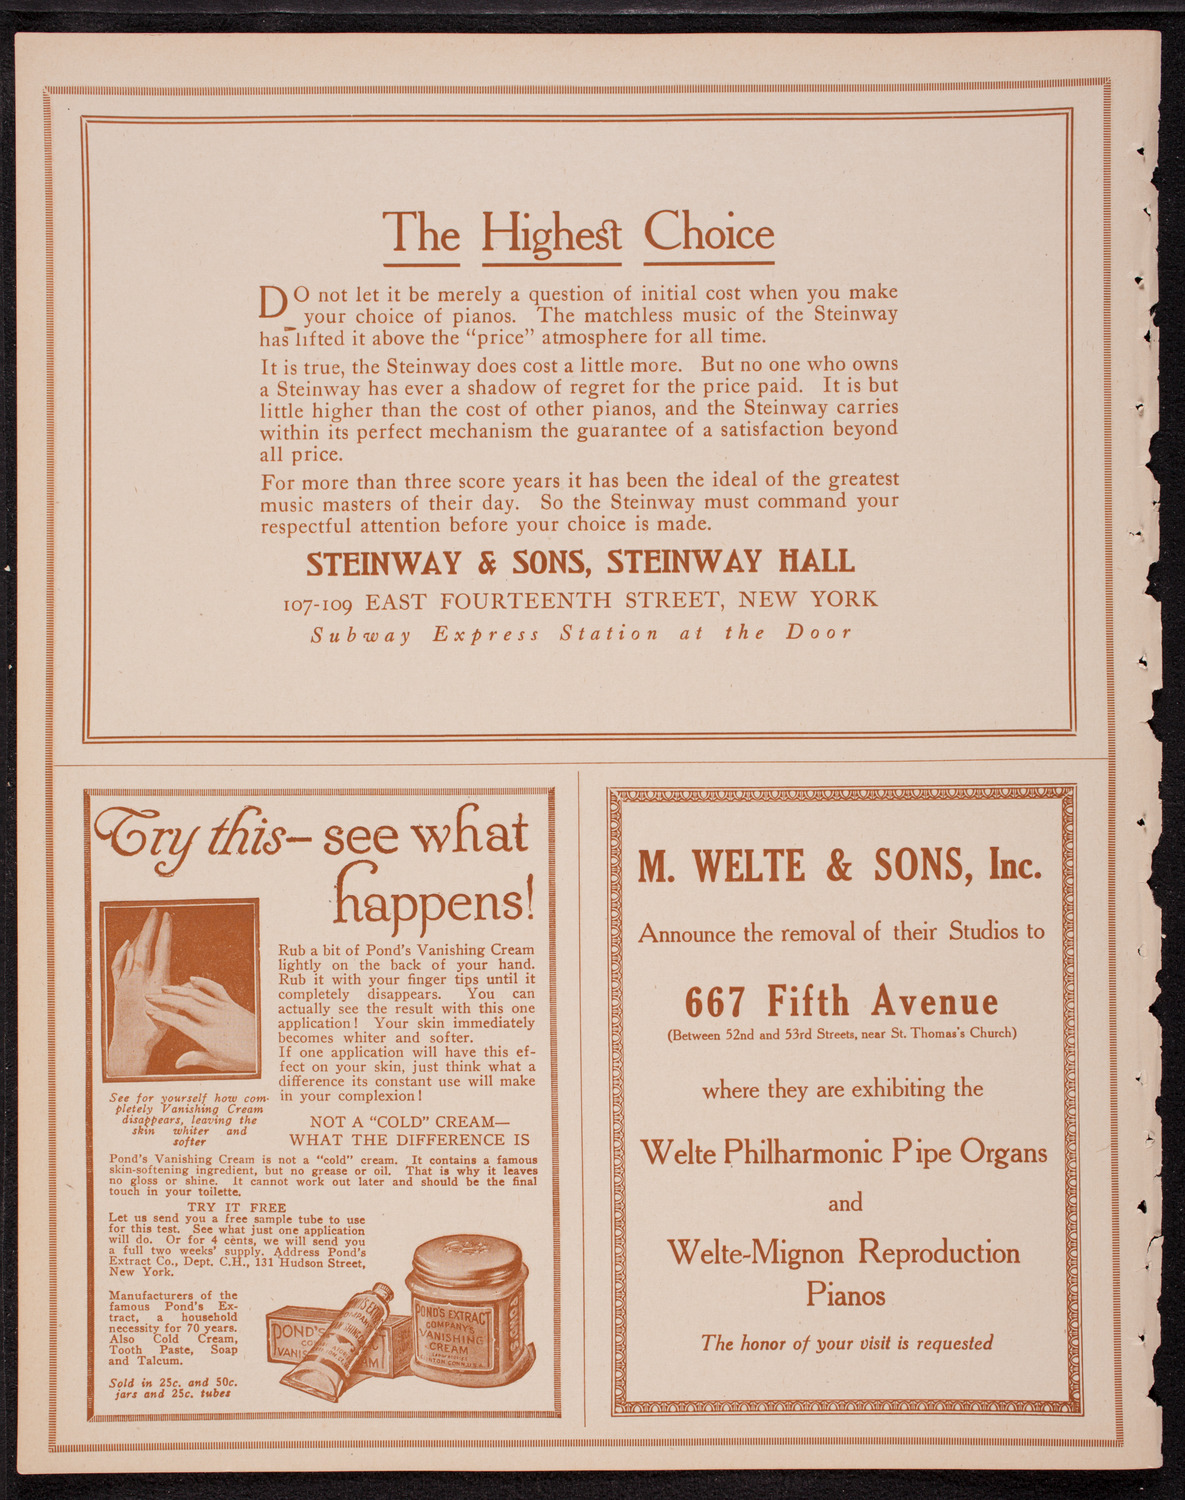 The Highest Choice
DO not let it be merely a question of initial cost when you make
your choice of pianos. The matchless music of the Steinway
has lifted it above the “price” atmosphere for all time.
It is true, the Steinway does cost a little more. But no one who owns
a Steinway has ever a shadow of regret for the price paid. It is but
little higher than the cost of other pianos, and the Steinway carries
within its perfect mechanism the guarantee of a satisfaction beyond
all price.
For more than three score years it has been the ideal of the greatest
music masters of their day. So the Steinway must command your
respectful attention before your choice is made.
STEINWAY & SONS, STEINWAY HALL
107-109 EAST FOURTEENTH STREET, NEW YORK
Subway Express Station at the Door
Try this—see what
happens!
Rub a bit of Pond's Vanishing Cream
lightly on the back of your hand.
Rub it with your finger tips until it
completely disappears. You can
actually see the result with this one
application! Your skin immediately
becomes whiter and softer.
If one application will have this ef-
fect on your skin, just think what a
difference its constant use will make
in your complexion!
See for yourself how com-
pletely Vanishing Cream
disappears, leaving the
skin whiter and
softer
NOT A “COLD” CREAM—
WHAT THE DIFFERENCE IS
Pond's Vanishing Cream is not a “cold” cream. It contains a famous
skin-softening ingredient, but no grease or oil. That is why it leaves
no gloss or shine. It cannot work out later and should be the final
touch in your toilette.
TRY IT FREE
Let us send you a free sample tube to use
for this test. See what just one application
will do. Or for 4 cents, we will send you
a full two weeks' supply. Address Pond's
Extract Co., Dept. C.H., 131 Hudson Street,
New York.
Manufacturers of the
famous Pond's Ex-
tract, a household
necessity for 70 years.
Also Cold Cream,
Tooth Paste, Soap
and Talcum.
Sold in 25c. and 50c.
jars and 25c. tubes
POND'S
VANIS
AM
POND'S EXTRACT
COMPANY'S
VANISHING
CREAM
POND'S
M. WELTE & SONS, Inc.
Announce the removal of their Studios to
667 Fifth Avenue
(Between 52nd and 53rd Streets, near St. Thomas's Church)
where they are exhibiting the
Welte Philharmonic Pipe Organs
and
Welte-Mignon Reproduction
Pianos
The honor of your visit is requested